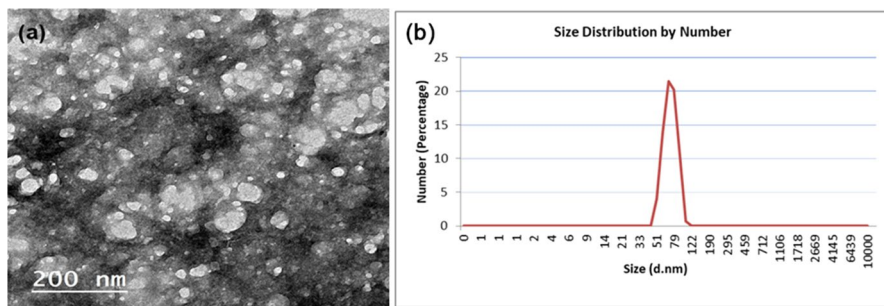 (a)
200 nm
(b)
Size Distribution by Number
Number (Percentage)
25
20
15
10
5
0
0 1 1 1 2 4 6 9 14 21 33 51 79 122 190 295 459 712 1106 1718 2669 4145 6439 10000
Size (d.nm)